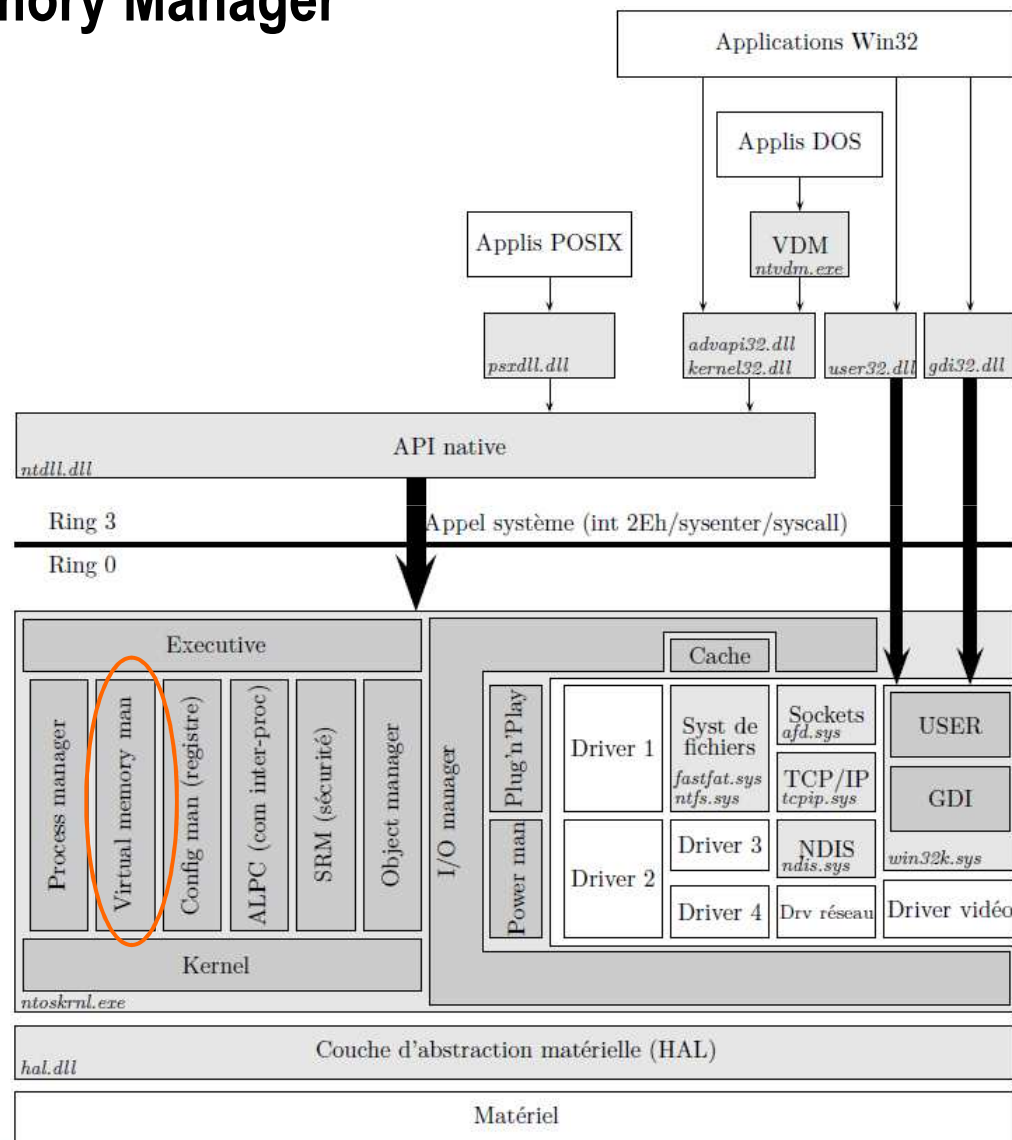 mory Manager
Applications Win32
Applis DOS
Applis POSIX
VDM
ntvdm.exe
psxdll.dll
advapi32.dll
kernel32.dll
user32.dll
gdi32.dll
API native
ntdll.dll
Ring 3
Appel système (int 2Eh/sysenter/syscall)
Ring 0
Executive
Process manager
Virtual memory man
Config man (registre)
ALPC (com inter-proc)
SRM (sécurité)
Object manager
Kernel
ntoskrnl.exe
I/O manager
Cache
Plug'n'Play
Power man
Driver 1
Driver 2
Syst de
fichiers
fastfat.sys
ntfs.sys
Driver 3
Driver 4
Sockets
afd.sys
TCP/IP
tcpip.sys
NDIS
ndis.sys
Drv réseau
USER
GDI
win32k.sys
Driver vidéo
Couche d'abstraction matérielle (HAL)
hal.dll
Matériel